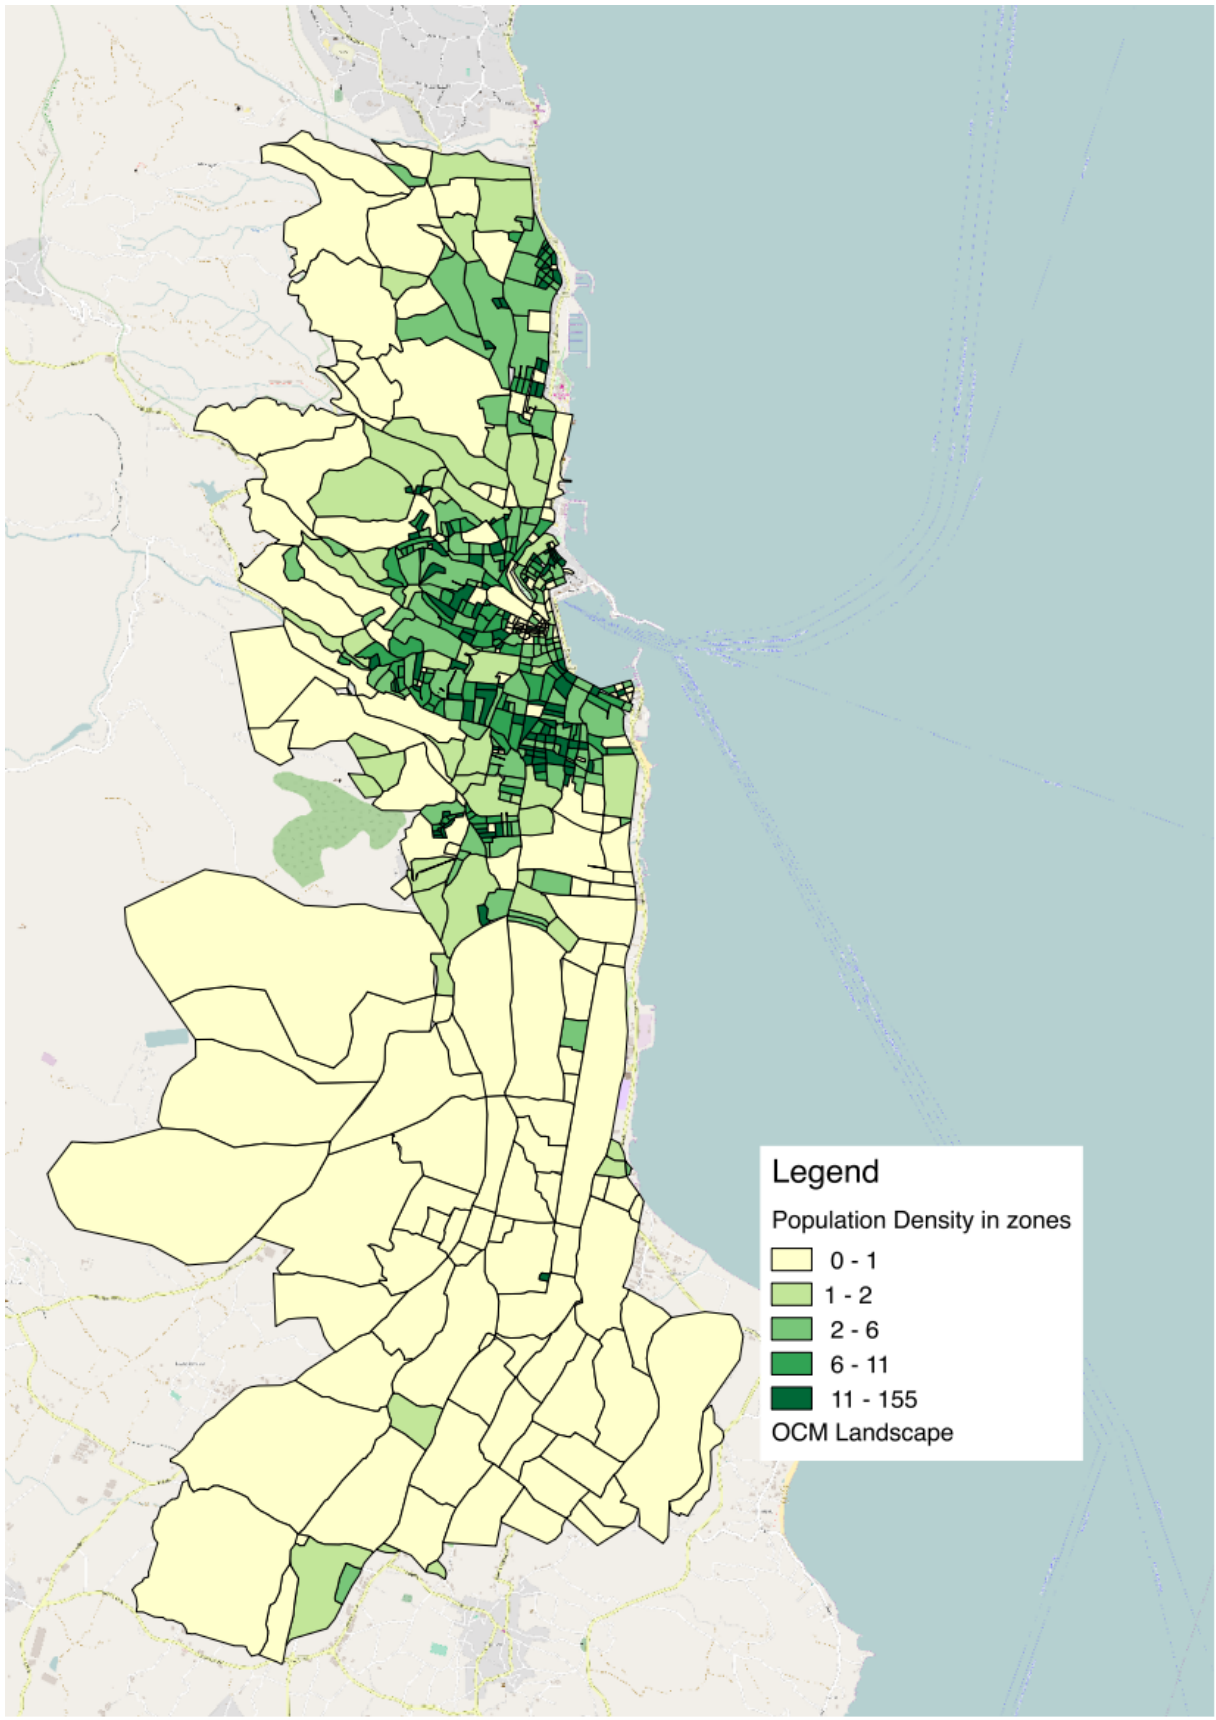 Legend
Population Density in zones
0 - 1
1 - 2
2 - 6
6 - 11
11 - 155
OCM Landscape